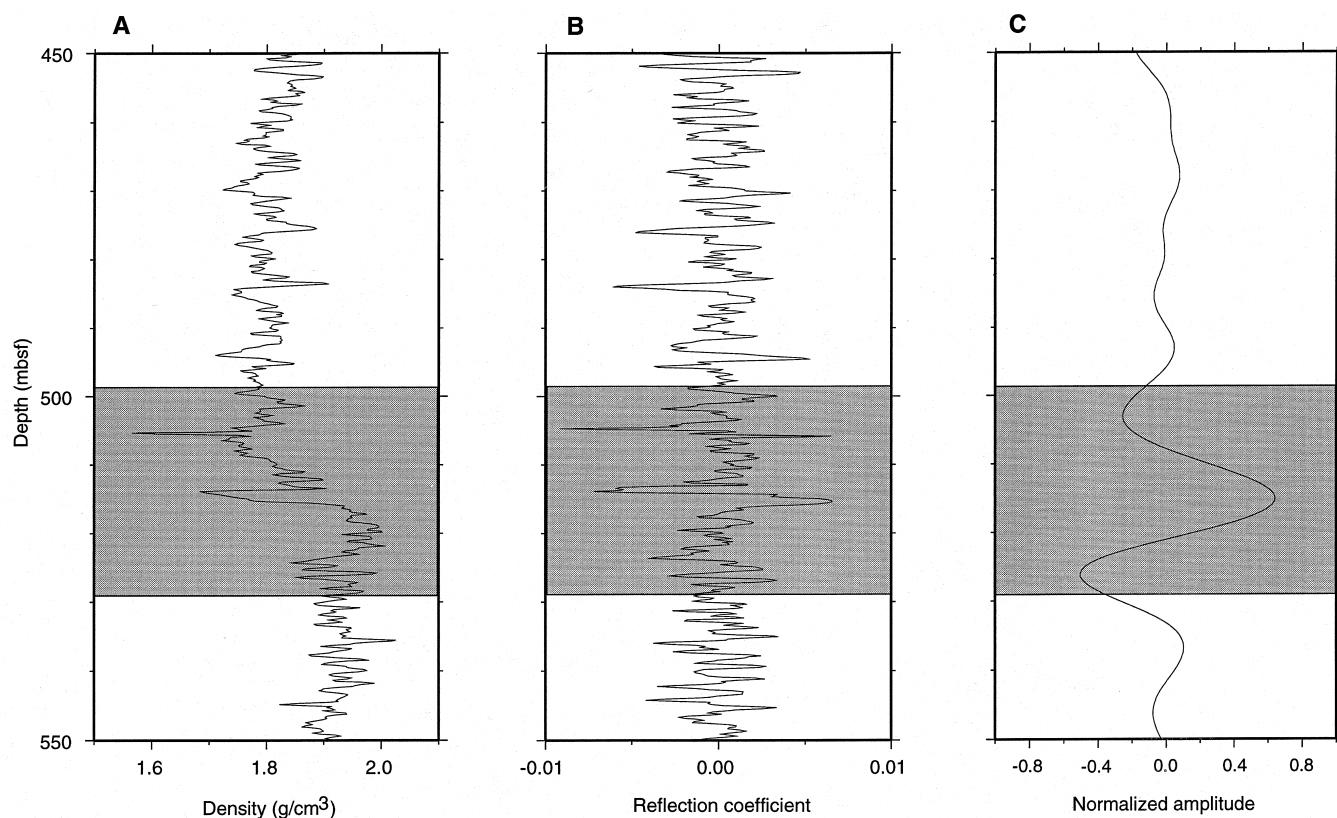 A B C
450
500
550
Depth (mbsf)
1.6 1.8 2.0
-0.01 0.00 0.01
-0.8 -0.4 0.0 0.4 0.8
Density (g/cm³)
Reflection coefficient
Normalized amplitude